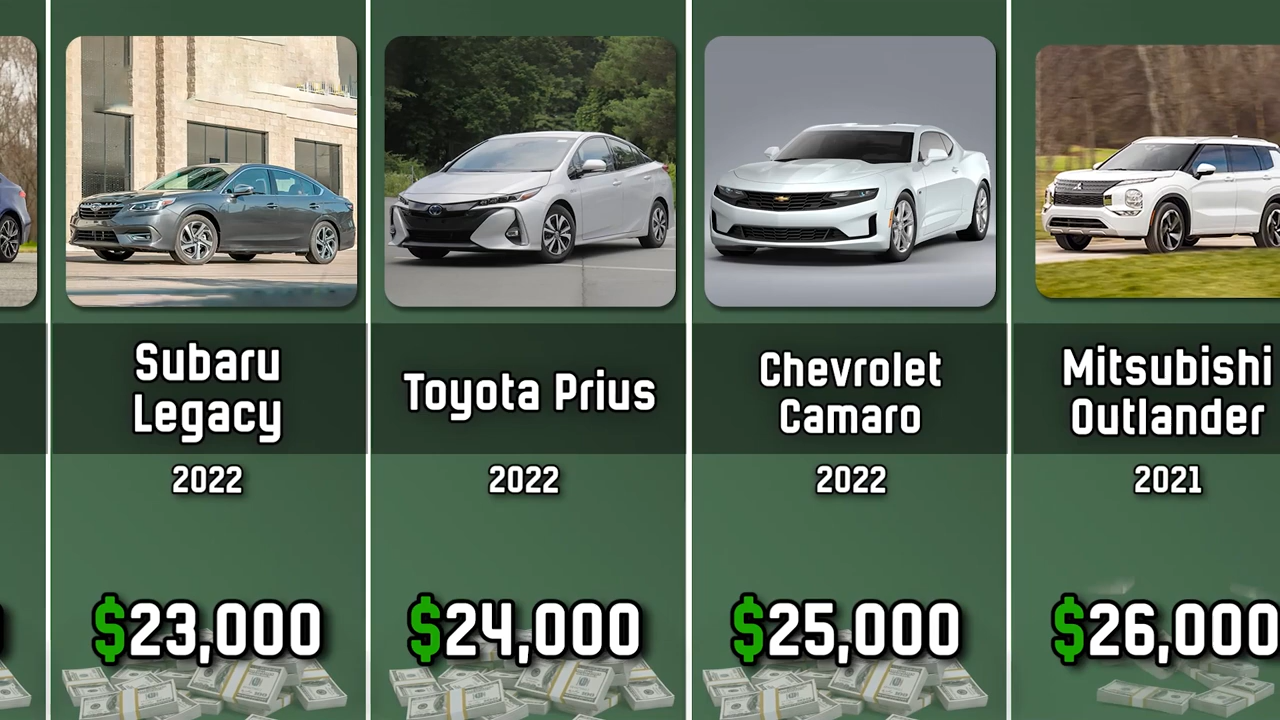 Subaru
Legacy
2022
$23,000
Toyota Prius
2022
$24,000
Chevrolet
Camaro
2022
$25,000
Mitsubishi
Outlander
2021
$26,000